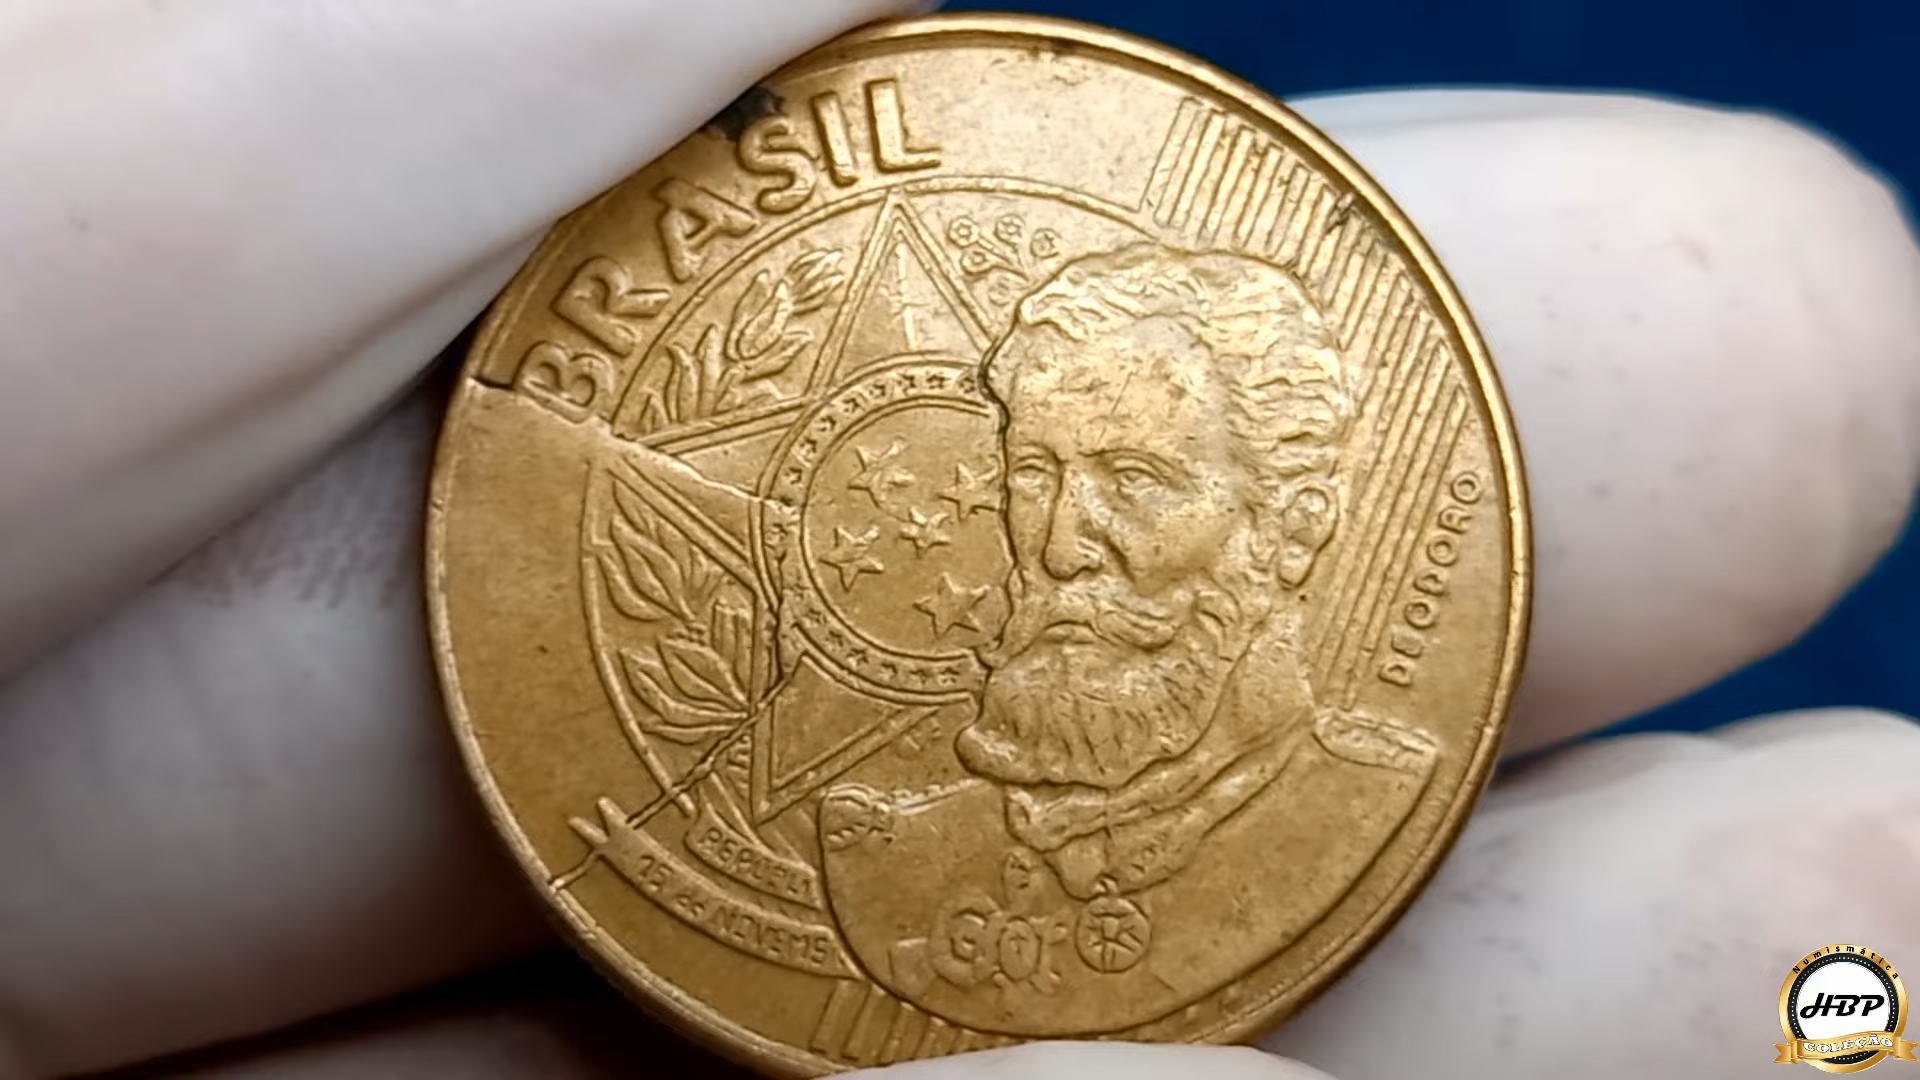 BRASIL
DEODORO
REPUBLI
15 de NOVEMB
Numismática
HBP
COLEÇÃO